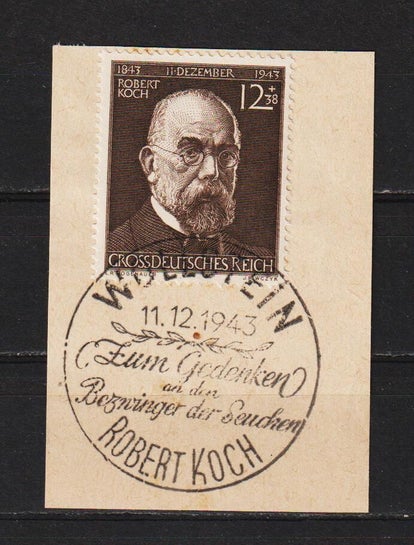 1843 11·DEZEMBER 1943
ROBERT
KOCH
12+38
GROSSDEUTSCHES REICH
WOLLSTEIN
11.12.1943
Zum Gedenken
an den
Bezwinger der Seuchen
ROBERT KOCH